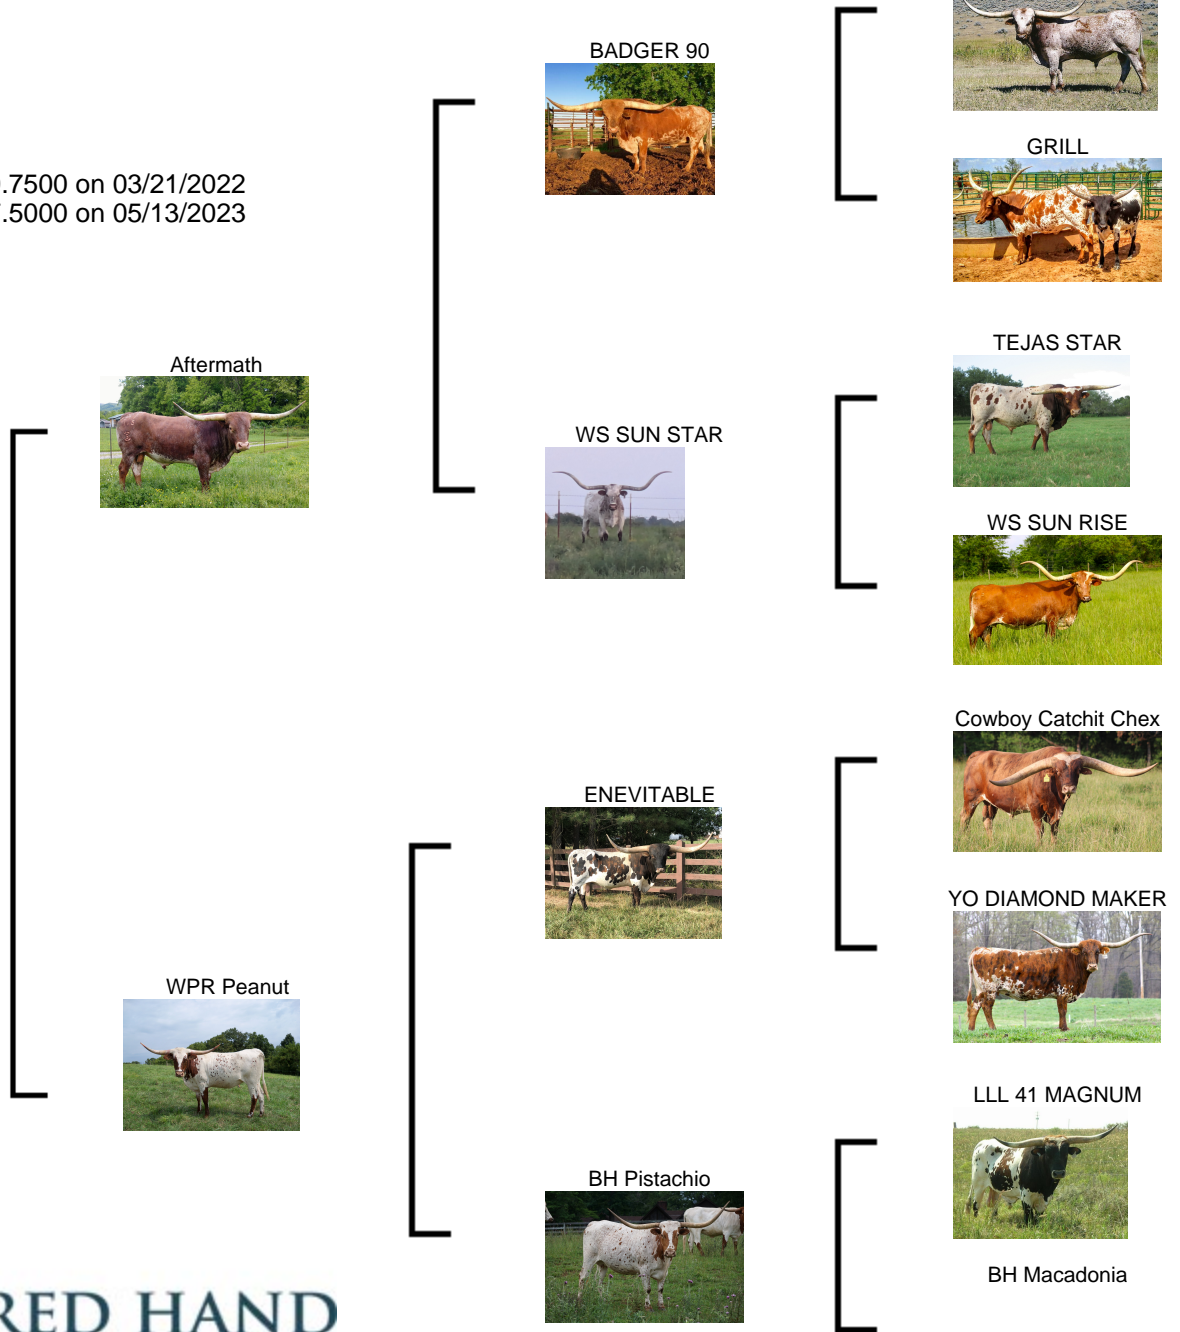 BADGER 90
GRILL
.7500 on 03/21/2022
.5000 on 05/13/2023
TEJAS STAR
Aftermath
WS SUN STAR
WS SUN RISE
Cowboy Catchit Chex
ENEVITABLE
YO DIAMOND MAKER
WPR Peanut
LLL 41 MAGNUM
BH Pistachio
BH Macadonia
RED HAND